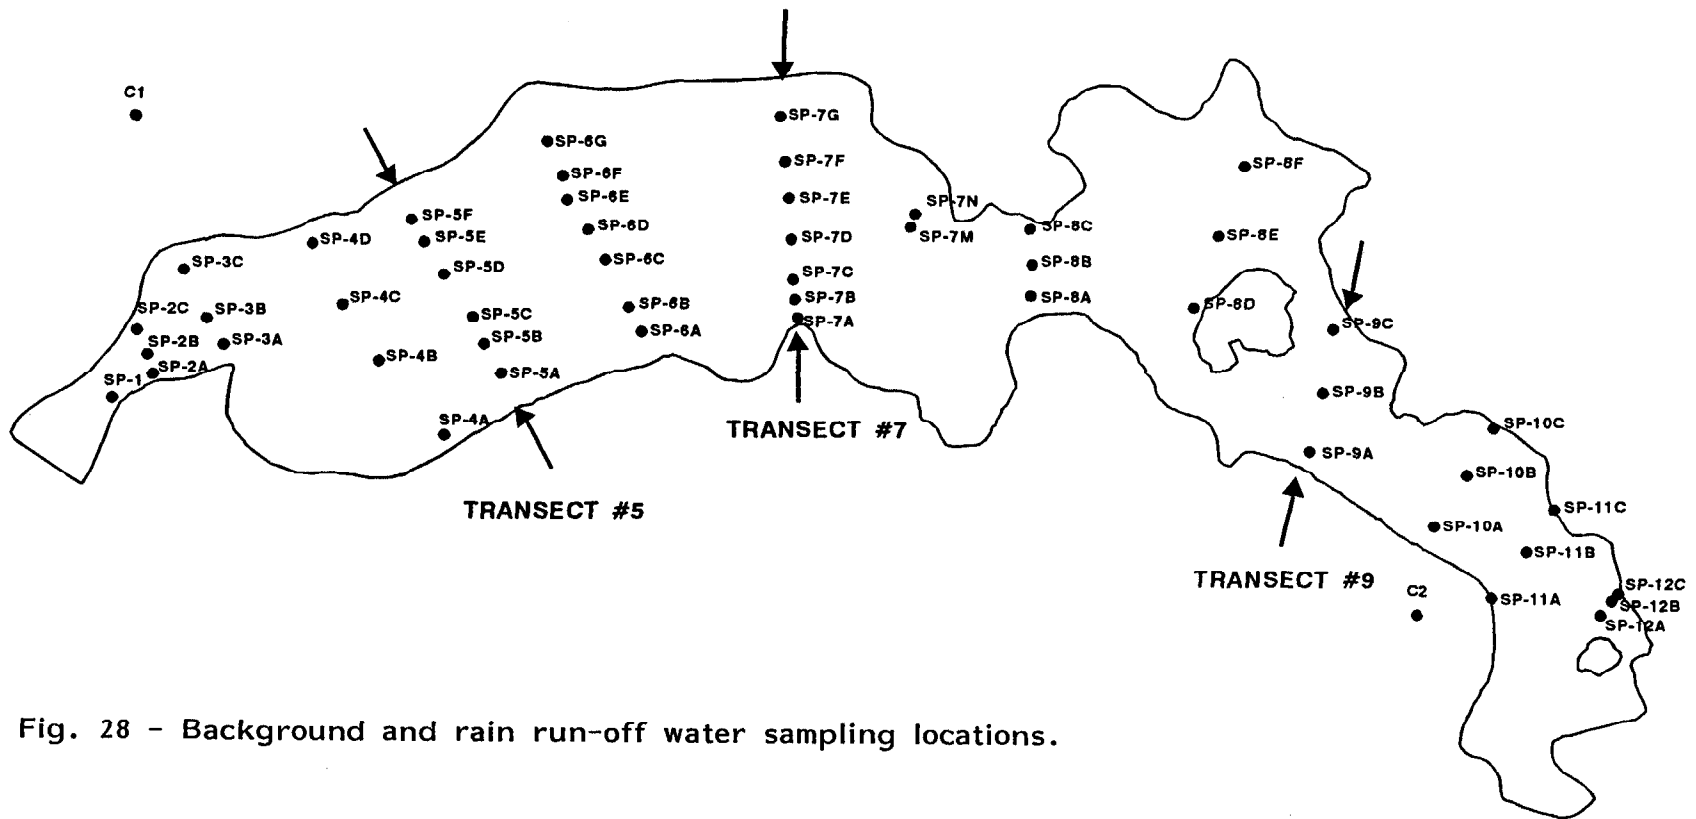 C1
SP-7G
SP-6G
SP-7F
SP-8F
SP-6F
SP-6E
SP-7E
SP-7N
SP-5F
SP-6D
SP-8C
SP-7M
SP-4D
SP-5E
SP-7D
SP-8E
SP-3C
SP-5D
SP-6C
SP-7C
SP-8B
SP-4C
SP-6B
SP-7B
SP-8A
SP-8D
SP-2C
SP-3B
SP-5C
SP-7A
SP-9C
SP-2B
SP-3A
SP-5B
SP-6A
SP-4B
SP-2A
SP-5A
SP-1
SP-9B
SP-4A
TRANSECT #7
SP-10C
SP-9A
SP-10B
TRANSECT #5
SP-11C
SP-10A
SP-11B
TRANSECT #9
C2
SP-11A
SP-12C
SP-12B
SP-12A
Fig. 28 - Background and rain run-off water sampling locations.